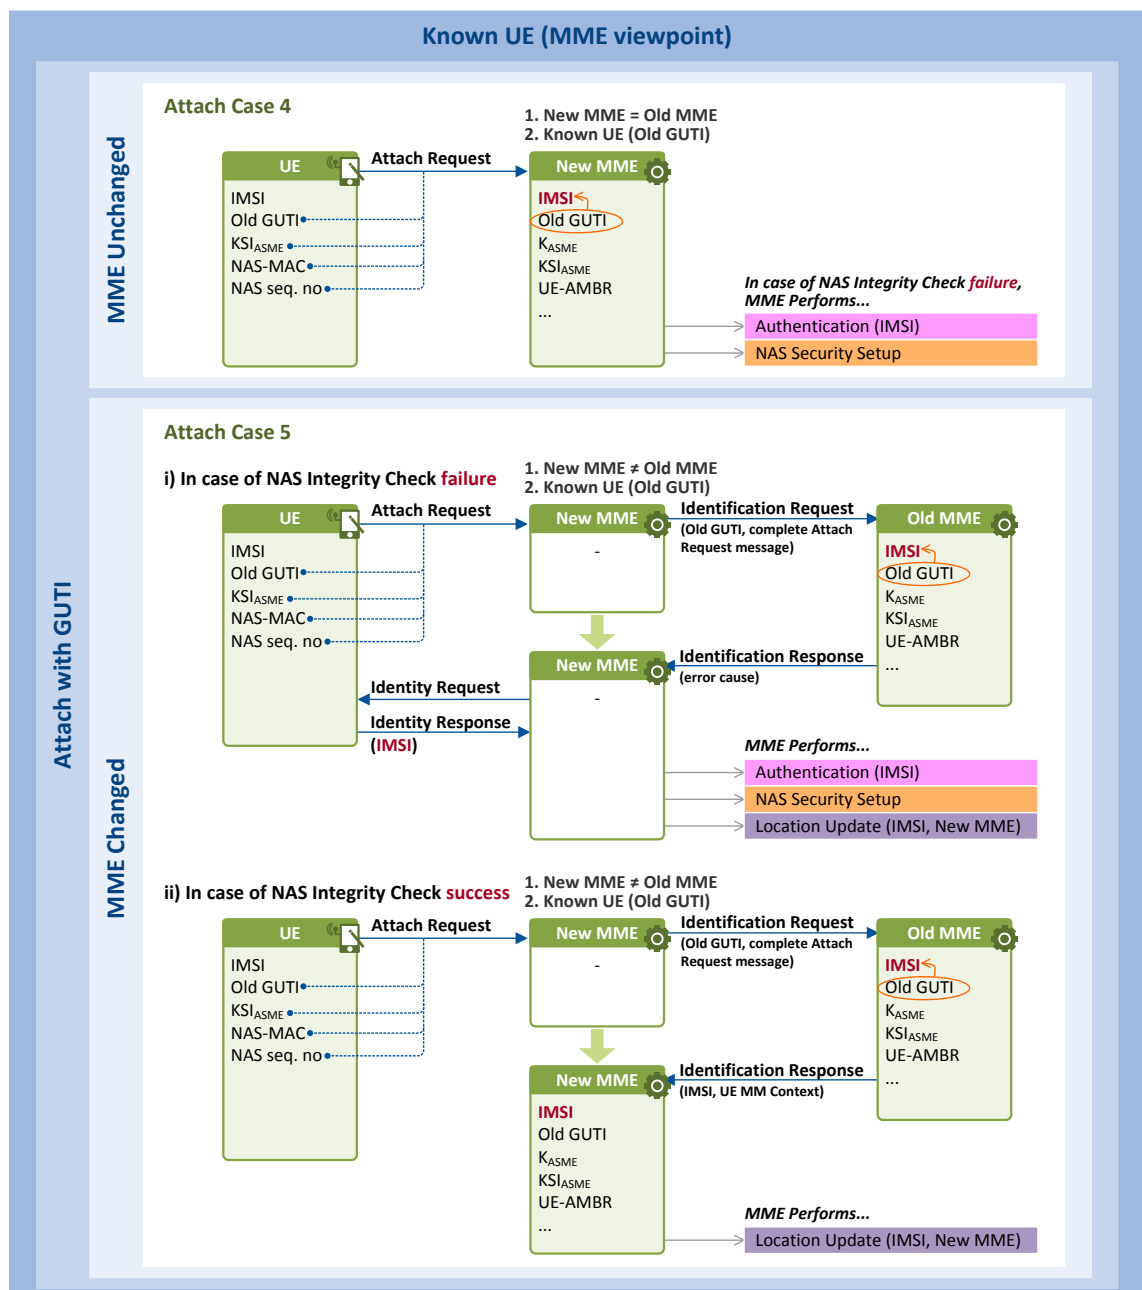 Known UE (MME viewpoint)
Attach with GUTI
MME Unchanged
Attach Case 4
1. New MME = Old MME
2. Known UE (Old GUTI)
UE
Attach Request
New MME
IMSI
Old GUTI
KSIASME
NAS-MAC
NAS seq. no
IMSI
Old GUTI
KASME
KSIASME
UE-AMBR
...
In case of NAS Integrity Check failure,
MME Performs...
Authentication (IMSI)
NAS Security Setup
MME Changed
Attach Case 5
i) In case of NAS Integrity Check failure
1. New MME ≠ Old MME
2. Known UE (Old GUTI)
UE
Attach Request
New MME
Identification Request
(Old GUTI, complete Attach
Request message)
Old MME
IMSI
Old GUTI
KSIASME
NAS-MAC
NAS seq. no
-
IMSI
Old GUTI
KASME
KSIASME
UE-AMBR
...
New MME
Identification Response
(error cause)
-
Identity Request
Identity Response
(IMSI)
MME Performs...
Authentication (IMSI)
NAS Security Setup
Location Update (IMSI, New MME)
ii) In case of NAS Integrity Check success
1. New MME ≠ Old MME
2. Known UE (Old GUTI)
UE
Attach Request
New MME
Identification Request
(Old GUTI, complete Attach
Request message)
Old MME
IMSI
Old GUTI
KSIASME
NAS-MAC
NAS seq. no
-
IMSI
Old GUTI
KASME
KSIASME
UE-AMBR
...
New MME
Identification Response
(IMSI, UE MM Context)
IMSI
Old GUTI
KASME
KSIASME
UE-AMBR
...
MME Performs...
Location Update (IMSI, New MME)